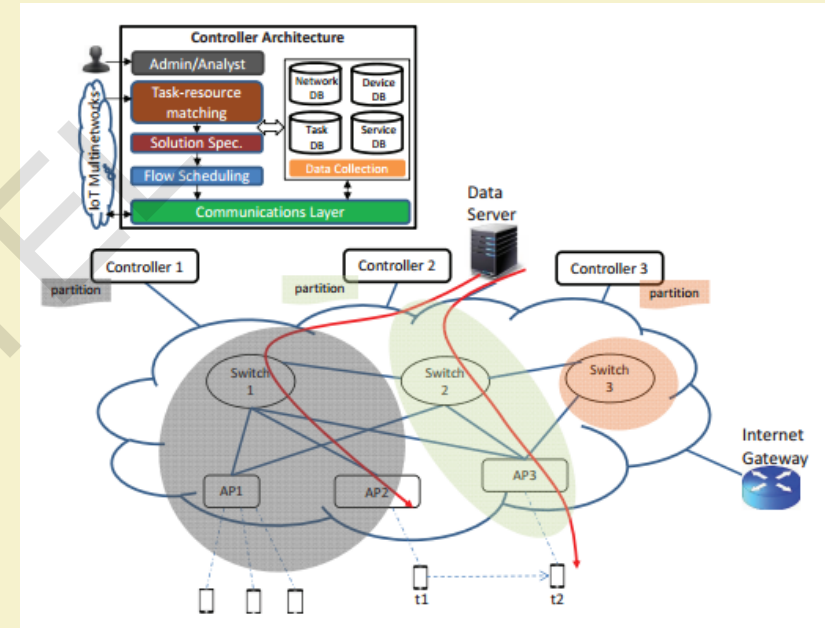 Controller Architecture
Admin/Analyst
Task-resource
matching
Solution Spec.
Flow Scheduling
Communications Layer
Network
DB
Device
DB
Task
DB
Service
DB
Data Collection
IoT Multinetworks
Data
Server
Controller 1
Controller 2
Controller 3
partition
partition
partition
Switch
1
Switch
2
Switch
3
AP1
AP2
AP3
Internet
Gateway
t1
t2